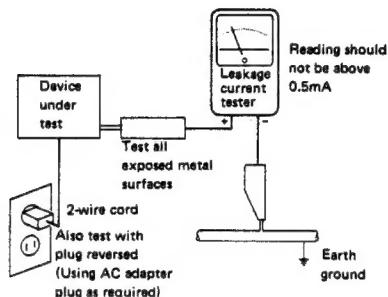 Device
under
test
Leakage
current
tester
+
-
Reading should
not be above
0.5mA
Test all
exposed metal
surfaces
2-wire cord
Also test with
plug reversed
(Using AC adapter
plug as required)
Earth
ground